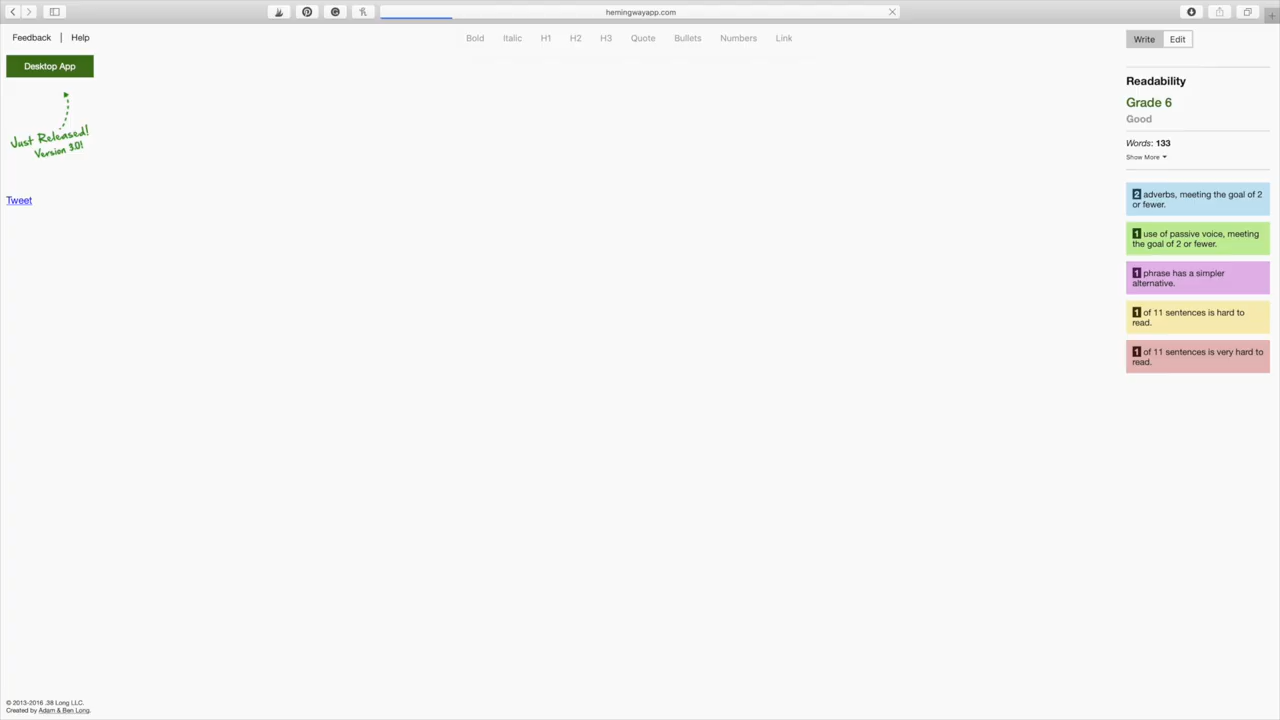 hemingwayapp.com
Feedback | Help
Bold Italic H1 H2 H3 Quote Bullets Numbers Link
Write Edit
Desktop App
Just Released!
Version 3.0!
Tweet
Readability
Grade 6
Good
Words: 133
Show More
2 adverbs, meeting the goal of 2
or fewer.
1 use of passive voice, meeting
the goal of 2 or fewer.
1 phrase has a simpler
alternative.
1 of 11 sentences is hard to
read.
1 of 11 sentences is very hard to
read.
© 2013-2016 .38 Long LLC.
Created by Adam & Ben Long.